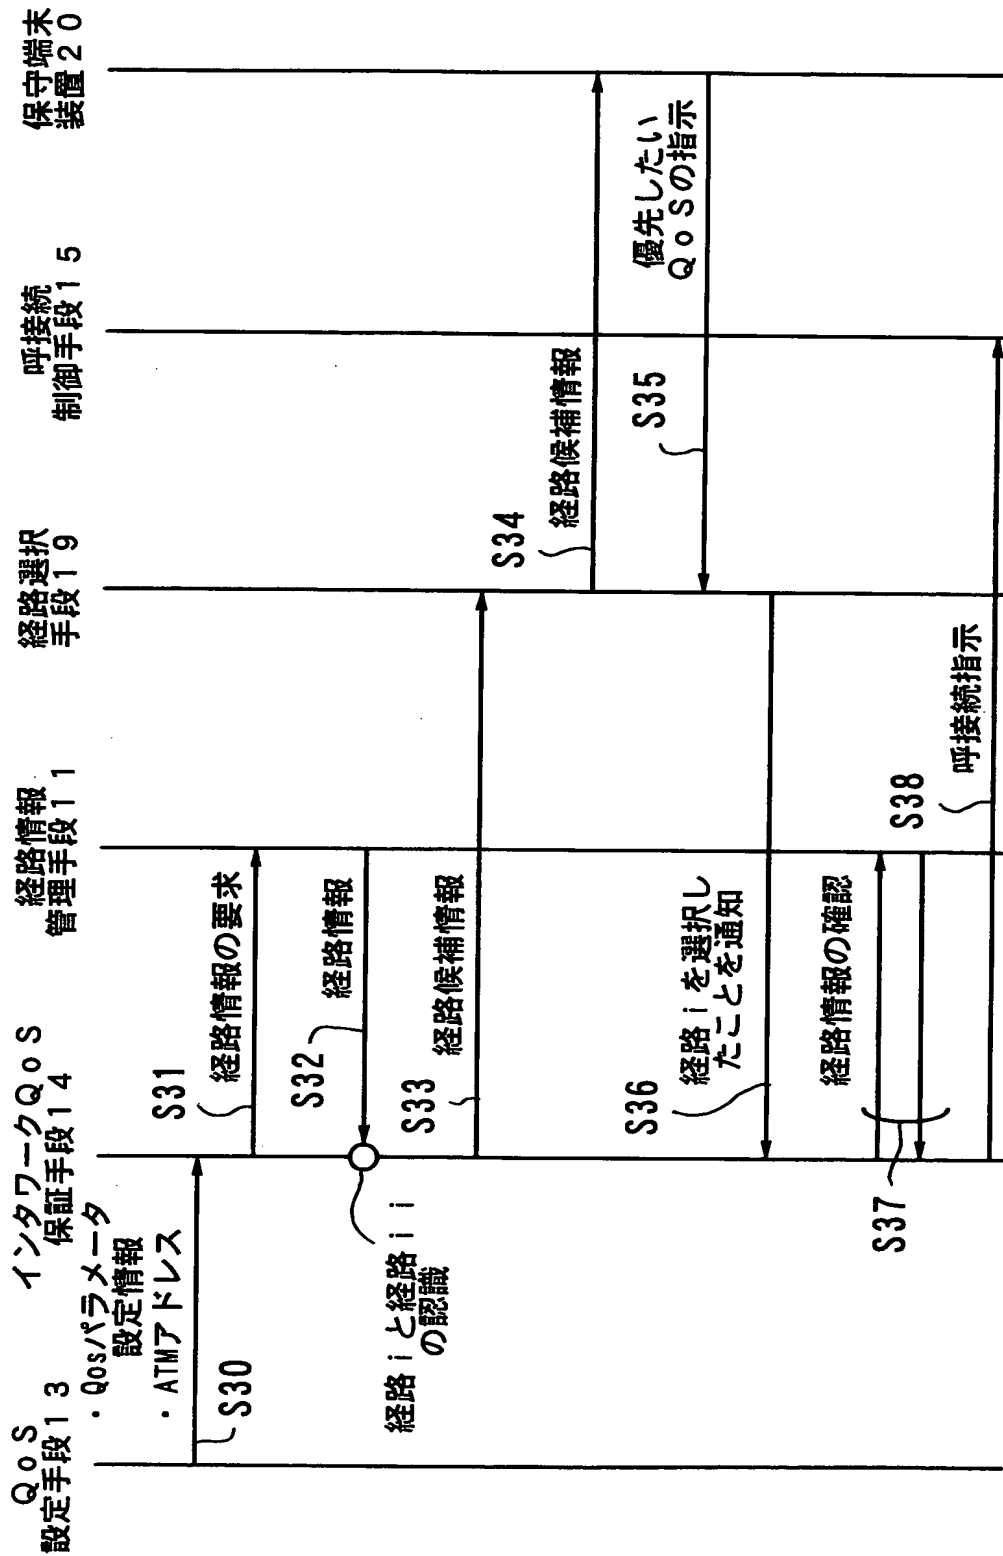 QoS
設定手段13
インタワークQoS
保証手段14
経路情報
管理手段11
経路選択
手段19
呼接続
制御手段15
保守端末
装置20
・Qosパラメータ
設定情報
・ATMアドレス
S30
S31
経路情報の要求
S32
経路情報
経路iと経路ii
の認識
S33
経路候補情報
S34
経路候補情報
優先したい
QoSの指示
S35
S36
経路iを選択し
たことを通知
経路情報の確認
S37
S38
呼接続指示